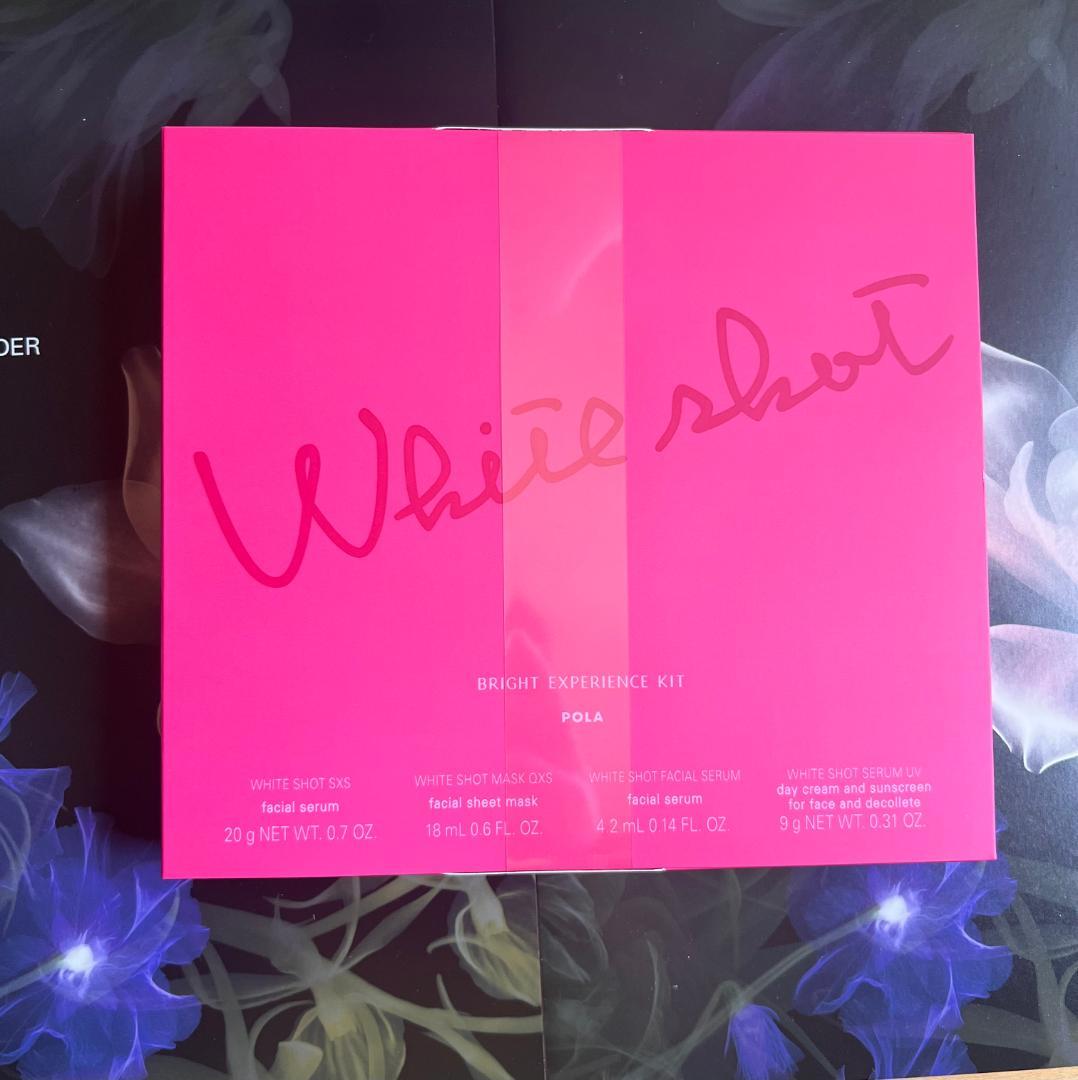 DER
White shot
BRIGHT EXPERIENCE KIT
POLA
WHITE SHOT SXS
facial serum
20 g NET WT. 0.7 OZ.
WHITE SHOT MASK QXS
facial sheet mask
18 mL 0.6 FL. OZ.
WHITE SHOT FACIAL SERUM
facial serum
4.2 mL 0.14 FL. OZ.
WHITE SHOT SERUM UV
day cream and sunscreen
for face and decollete
9 g NET WT. 0.31 OZ.